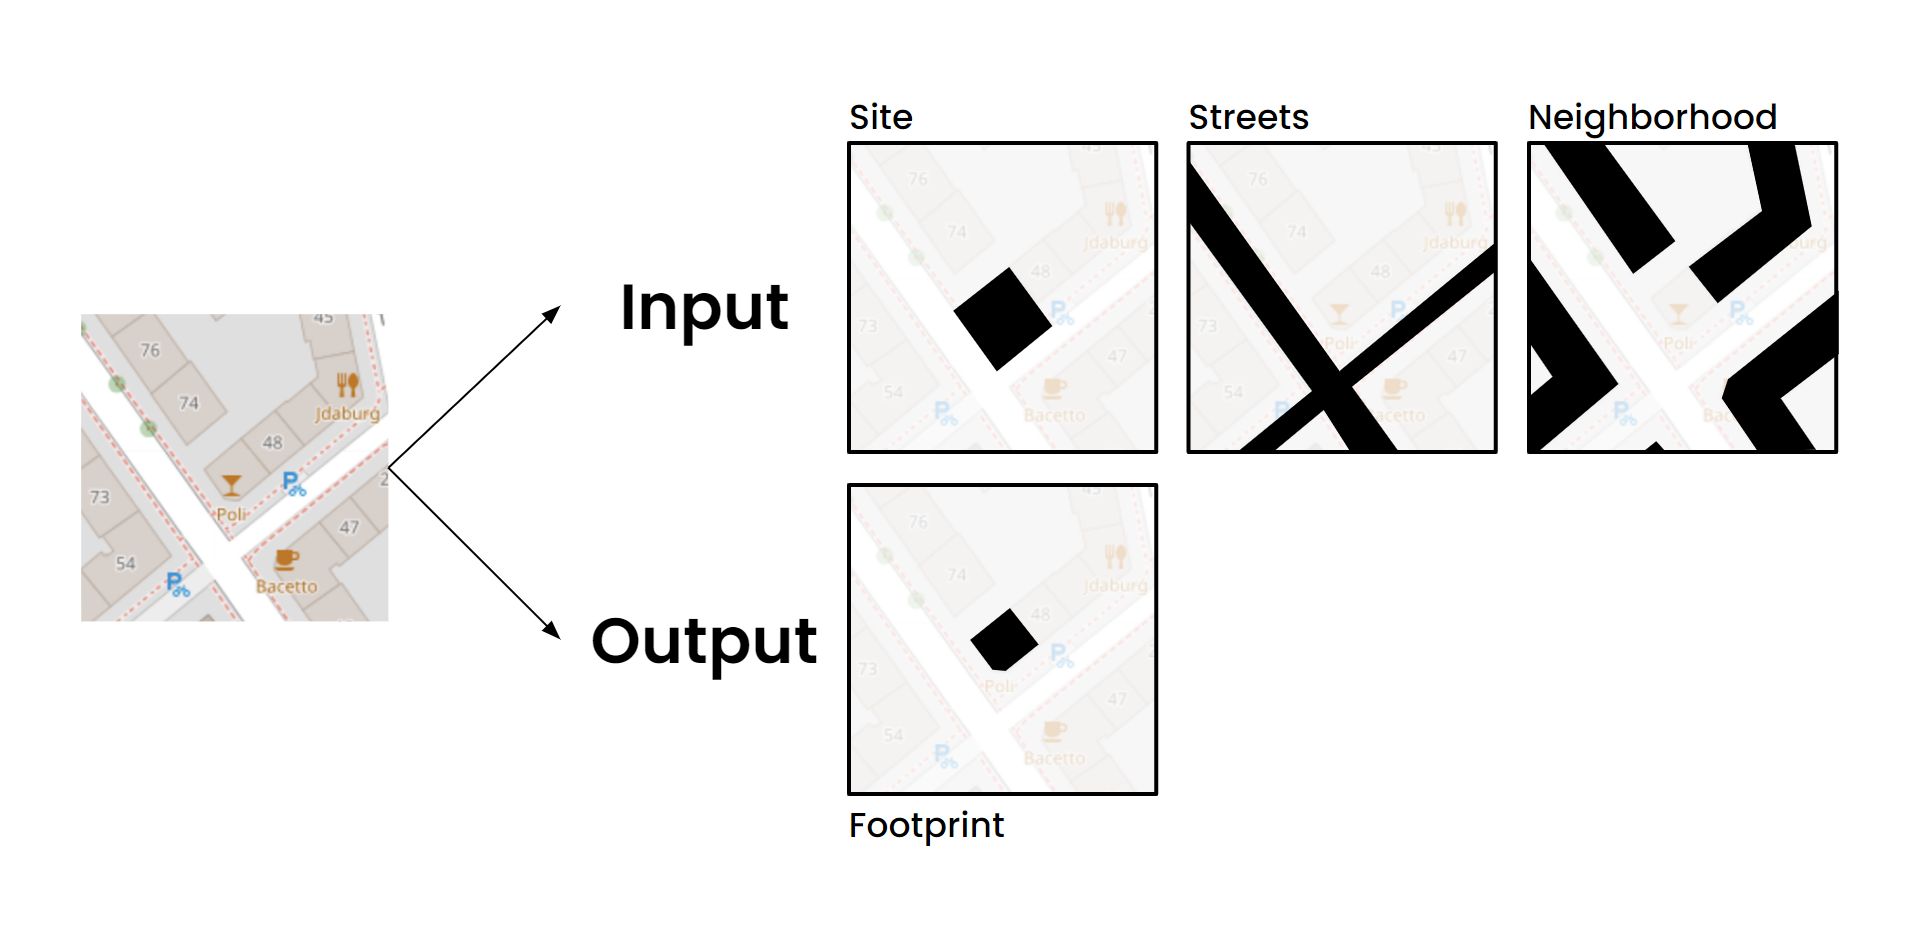 Site
Streets
Neighborhood
76
45
74
48
Jdaburg
73
Poli
P
47
54
P
Bacetto
Input
Output
76
74
48
Jdaburg
73
P
47
54
P
Bacetto
76
74
48
Jdaburg
73
Poli
P
47
54
P
acetto
urg
Poli
P
P
Bac
76
74
48
Jdaburg
73
P
Poli
47
54
P
Bacetto
Footprint